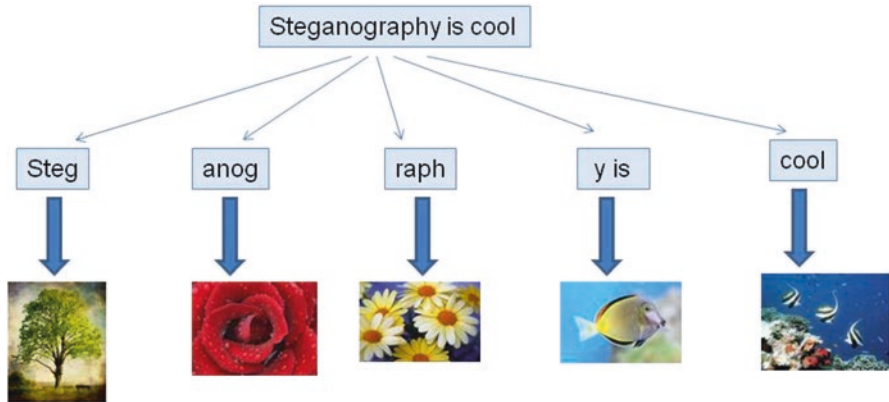 Steganography is cool
Steg
anog
raph
y is
cool